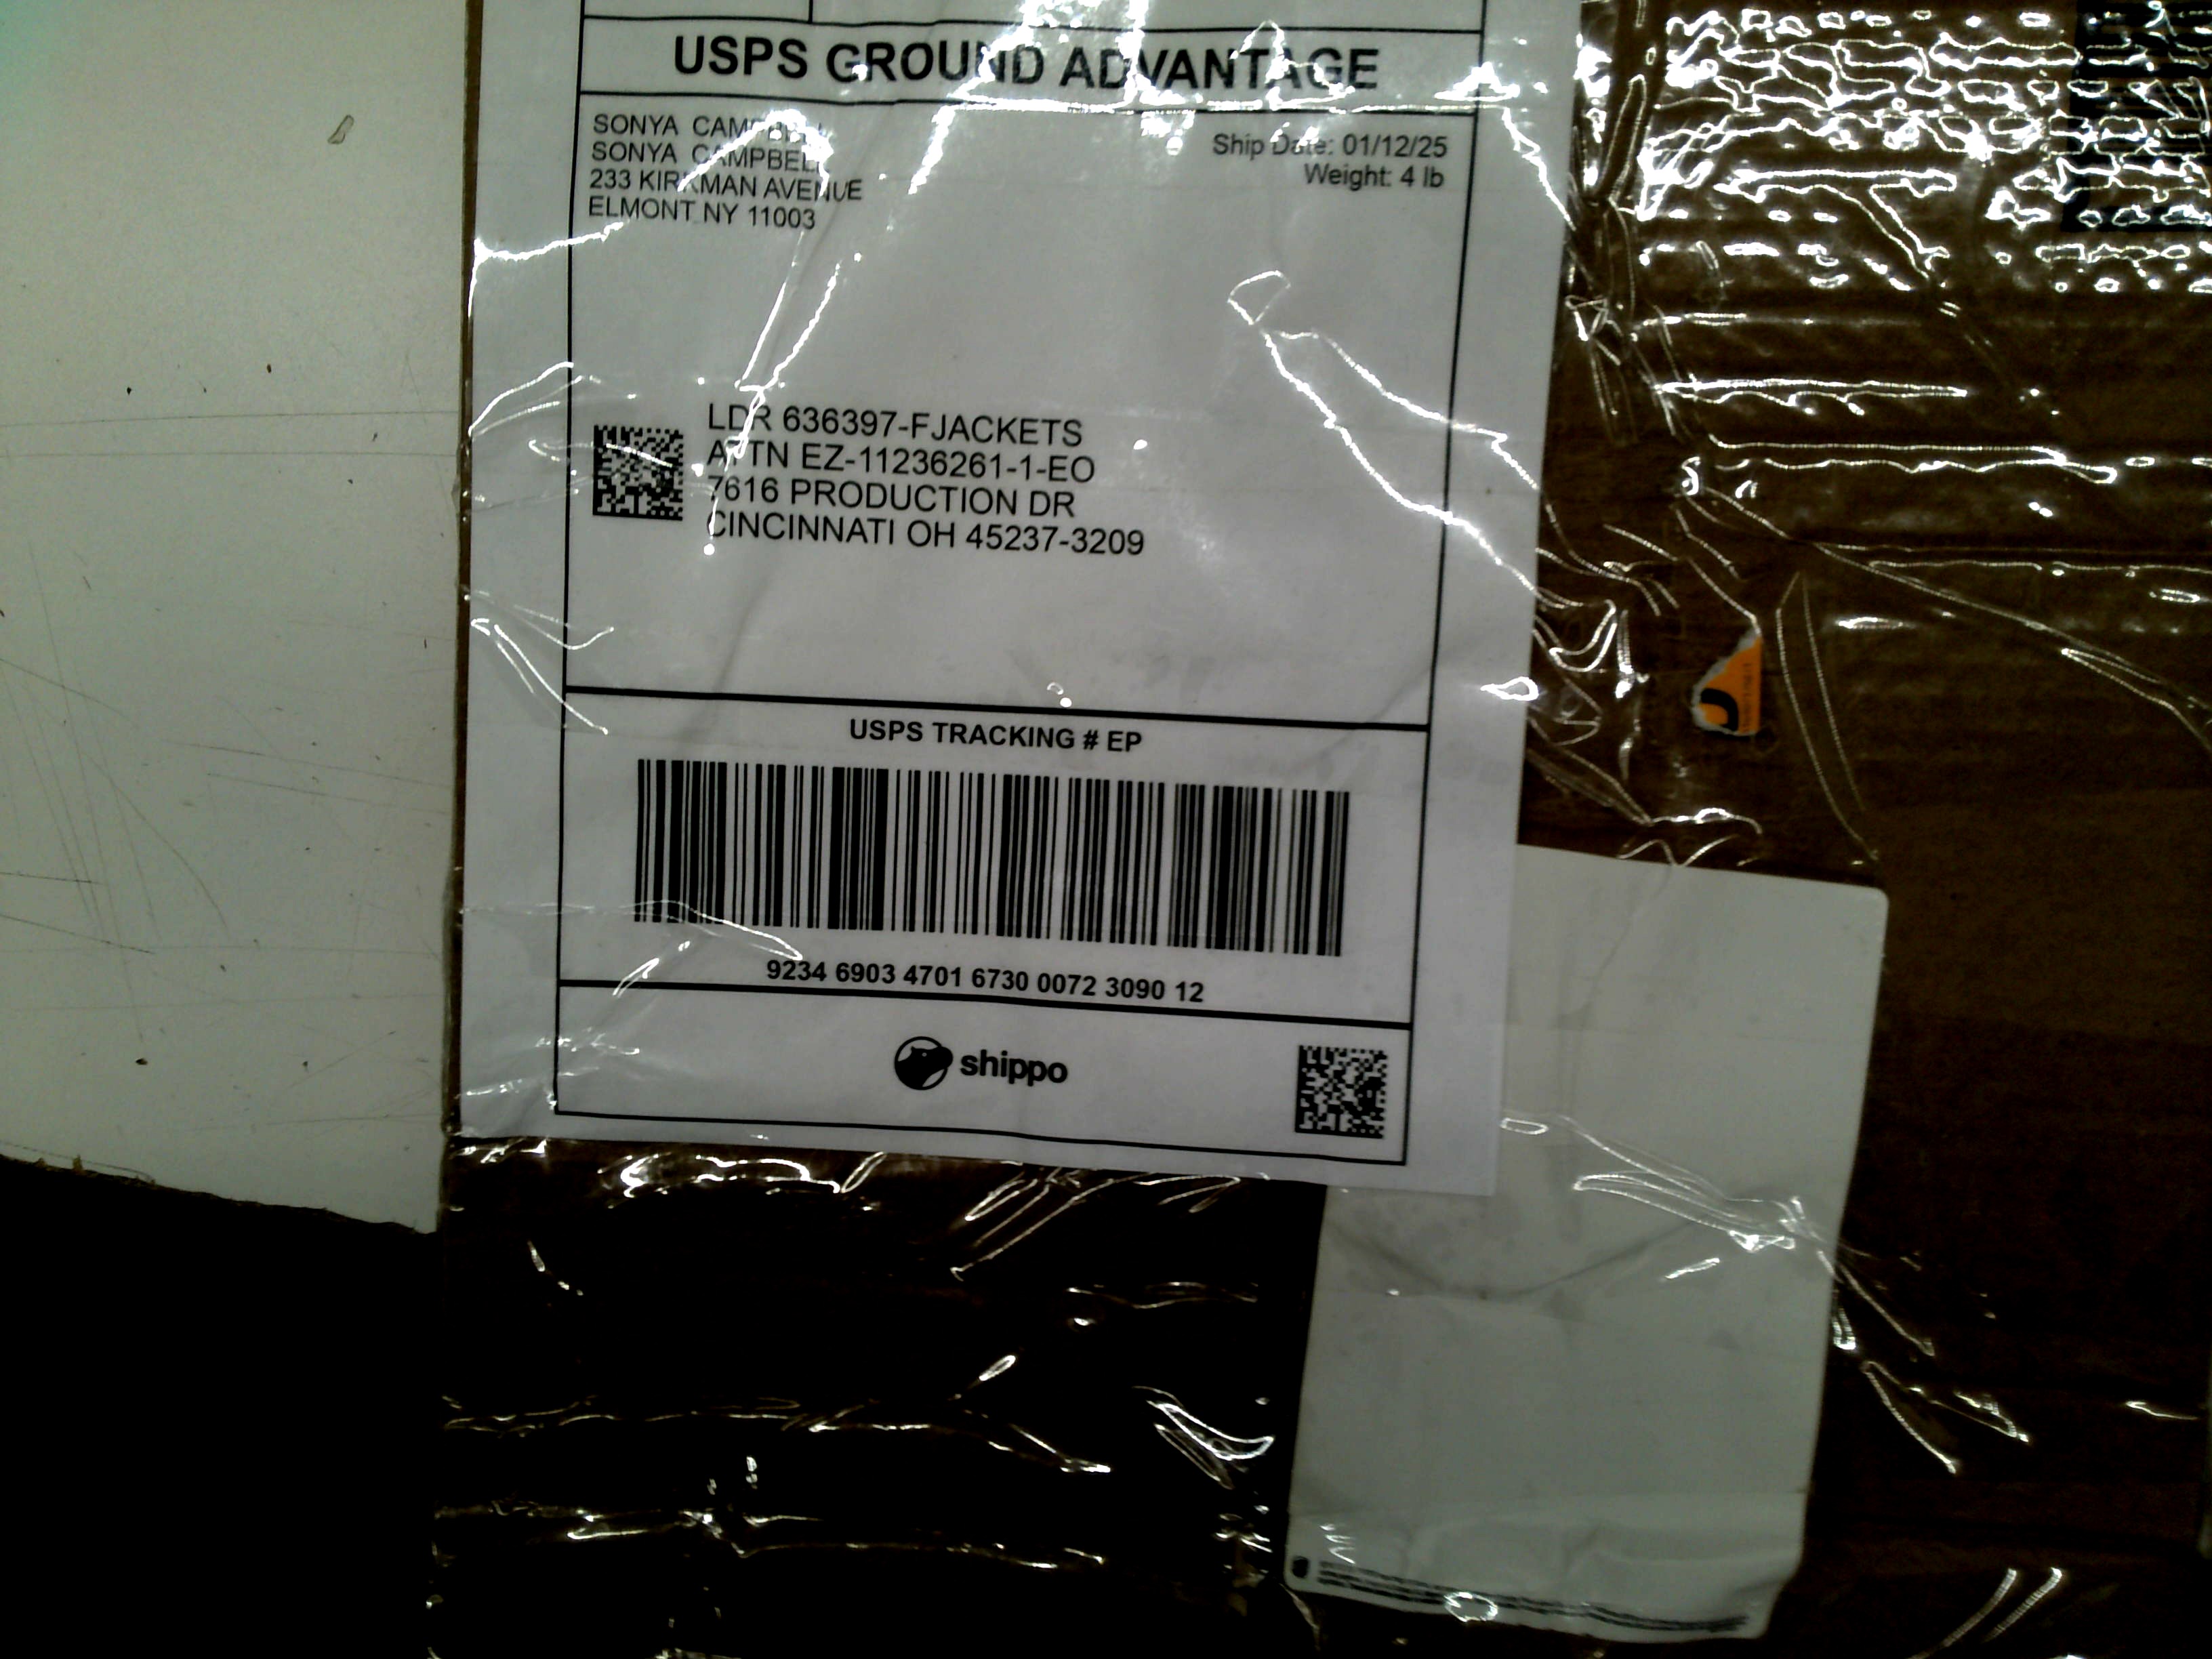 USPS GROUND ADVANTAGE
SONYA CAMPBELL
SONYA CAMPBELL
233 KIRKMAN AVENUE
ELMONT NY 11003
Ship Date: 01/12/25
Weight: 4 lb
LDR 636397-FJACKETS
ATTN EZ-11236261-1-EO
7616 PRODUCTION DR
CINCINNATI OH 45237-3209
USPS TRACKING # EP
9234 6903 4701 6730 0072 3090 12
shippo